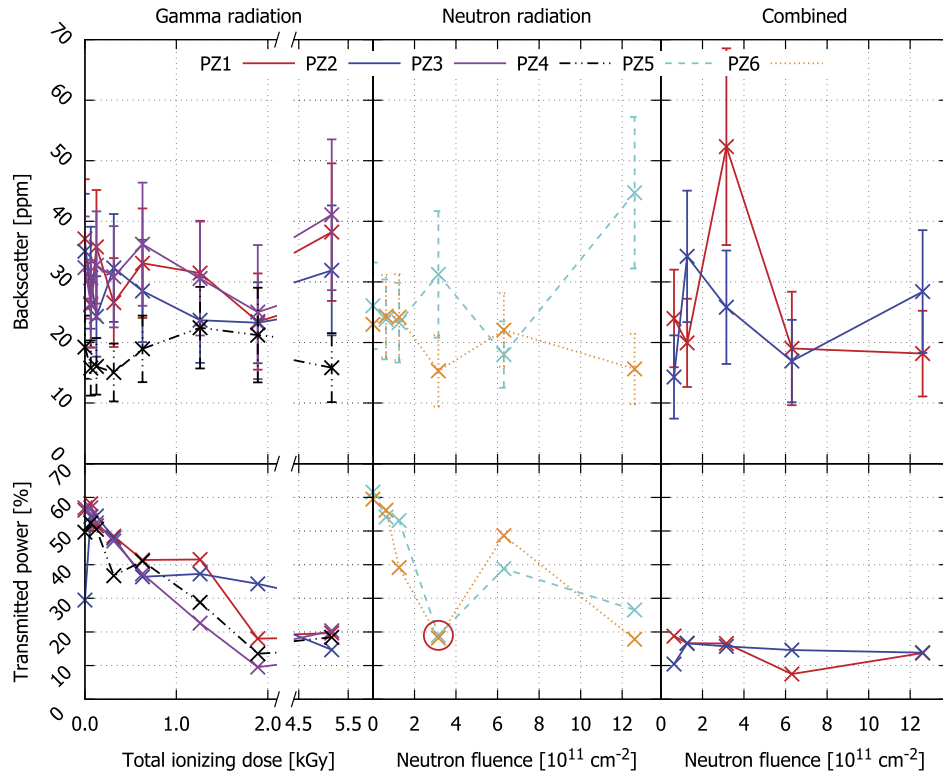 Gamma radiation Neutron radiation Combined
PZ1 PZ2 PZ3 PZ4 PZ5 PZ6
Backscatter [ppm]
70
60
50
40
30
20
10
0
Transmitted power [%]
70
60
50
40
30
20
10
0
0.0 1.0 2.0 4.5 5.5 0 2 4 6 8 10 12 0 2 4 6 8 10 12
Total ionizing dose [kGy] Neutron fluence [10¹¹ cm⁻²] Neutron fluence [10¹¹ cm⁻²]